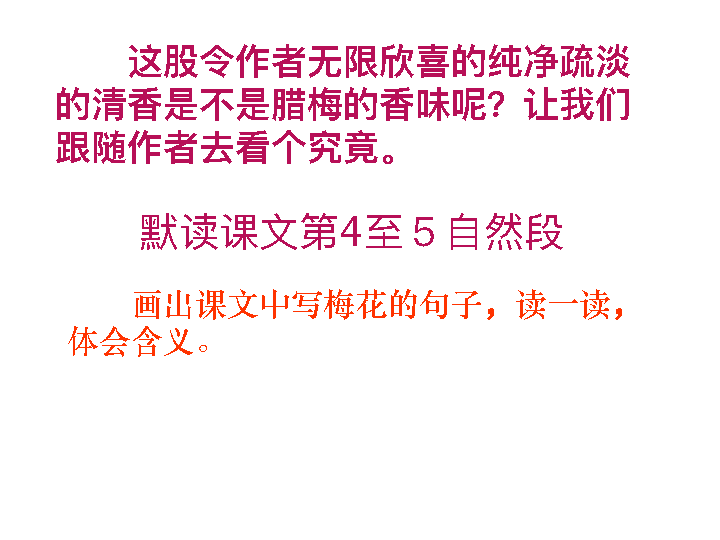 这股令作者无限欣喜的纯净疏淡
的清香是不是腊梅的香味呢？让我们
跟随作者去看个究竟。
默读课文第4至５自然段
画出课文中写梅花的句子，读一读，
体会含义。